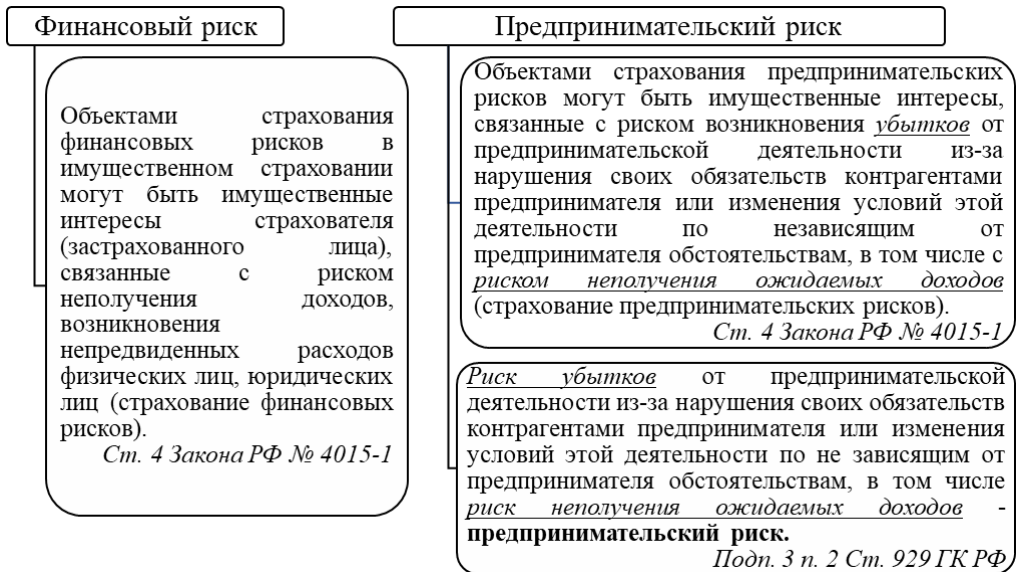 Финансовый риск
Объектами страхования
финансовых рисков в
имущественном страховании
могут быть имущественные
интересы страхователя
(застрахованного лица),
связанные с риском
неполучения доходов,
возникновения
непредвиденных расходов
физических лиц, юридических
лиц (страхование финансовых
рисков).
Ст. 4 Закона РФ № 4015-1
Предпринимательский риск
Объектами страхования предпринимательских
рисков могут быть имущественные интересы,
связанные с риском возникновения убытков от
предпринимательской деятельности из-за
нарушения своих обязательств контрагентами
предпринимателя или изменения условий этой
деятельности по независящим от
предпринимателя обстоятельствам, в том числе с
риском неполучения ожидаемых доходов
(страхование предпринимательских рисков).
Ст. 4 Закона РФ № 4015-1
Риск убытков от предпринимательской
деятельности из-за нарушения своих обязательств
контрагентами предпринимателя или изменения
условий этой деятельности по не зависящим от
предпринимателя обстоятельствам, в том числе
риск неполучения ожидаемых доходов -
предпринимательский риск.
Подп. 3 п. 2 Ст. 929 ГК РФ